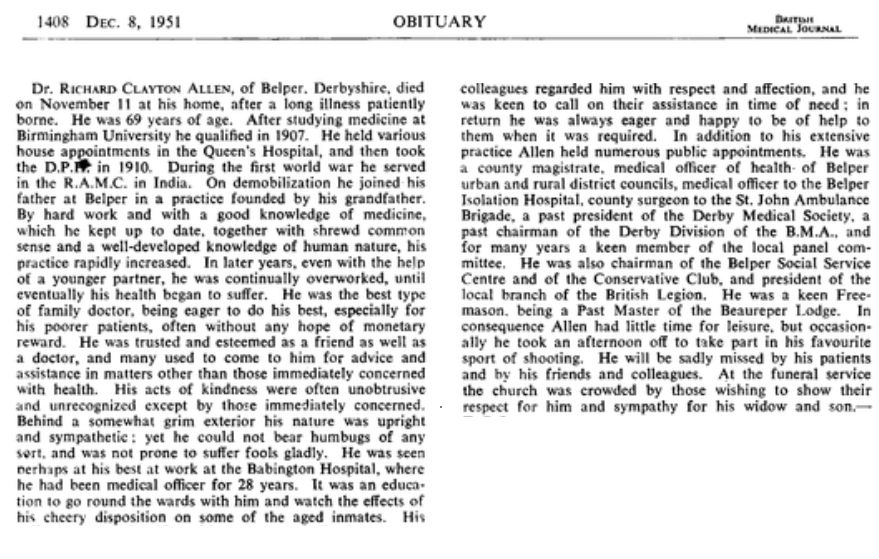 1408 DEC. 8, 1951
OBITUARY
BRITISH
MEDICAL JOURNAL
Dr. RICHARD CLAYTON ALLEN, of Belper, Derbyshire, died
on November 11 at his home, after a long illness patiently
borne. He was 69 years of age. After studying medicine at
Birmingham University he qualified in 1907. He held various
house appointments in the Queen's Hospital, and then took
the in 1910. During the first world war he served
in the R.A.M.C. in India. On demobilization he joined his
father at Belper in a practice founded by his grandfather.
By hard work and with a good knowledge of medicine,
which he kept up to date, together with shrewd common
sense and a well-developed knowledge of human nature, his
practice rapidly increased. In later years, even with the help
of a younger partner, he was continually overworked, until
eventually his health began to suffer. He was the best type
of family doctor, being eager to do his best, especially for
his poorer patients, often without any hope of monetary
reward. He was trusted and esteemed as a friend as well as
a doctor, and many used to come to him for advice and
assistance in matters other than those immediately concerned
with health. His acts of kindness were often unobtrusive
and unrecognized except by those immediately concerned.
Behind a somewhat grim exterior his nature was upright
and sympathetic; yet he could not bear humbugs of any
sort, and was not prone to suffer fools gladly. He was seen
perhaps at his best at work at the Babington Hospital, where
he had been medical officer for 28 years. It was an educa-
tion to go round the wards with him and watch the effects of
his cheery disposition on some of the aged inmates. His
colleagues regarded him with respect and affection, and he
was keen to call on their assistance in time of need; in
return he was always eager and happy to be of help to
them when it was required. In addition to his extensive
practice Allen held numerous public appointments. He was
a county magistrate, medical officer of health of Belper
urban and rural district councils, medical officer to the Belper
Isolation Hospital, county surgeon to the St. John Ambulance
Brigade, a past president of the Derby Medical Society, a
past chairman of the Derby Division of the B.M.A., and
for many years a keen member of the local panel com-
mittee. He was also chairman of the Belper Social Service
Centre and of the Conservative Club, and president of the
local branch of the British Legion. He was a keen Free-
mason, being a Past Master of the Beaureper Lodge. In
consequence Allen had little time for leisure, but occasion-
ally he took an afternoon off to take part in his favourite
sport of shooting. He will be sadly missed by his patients
and by his friends and colleagues. At the funeral service
the church was crowded by those wishing to show their
respect for him and sympathy for his widow and son.—